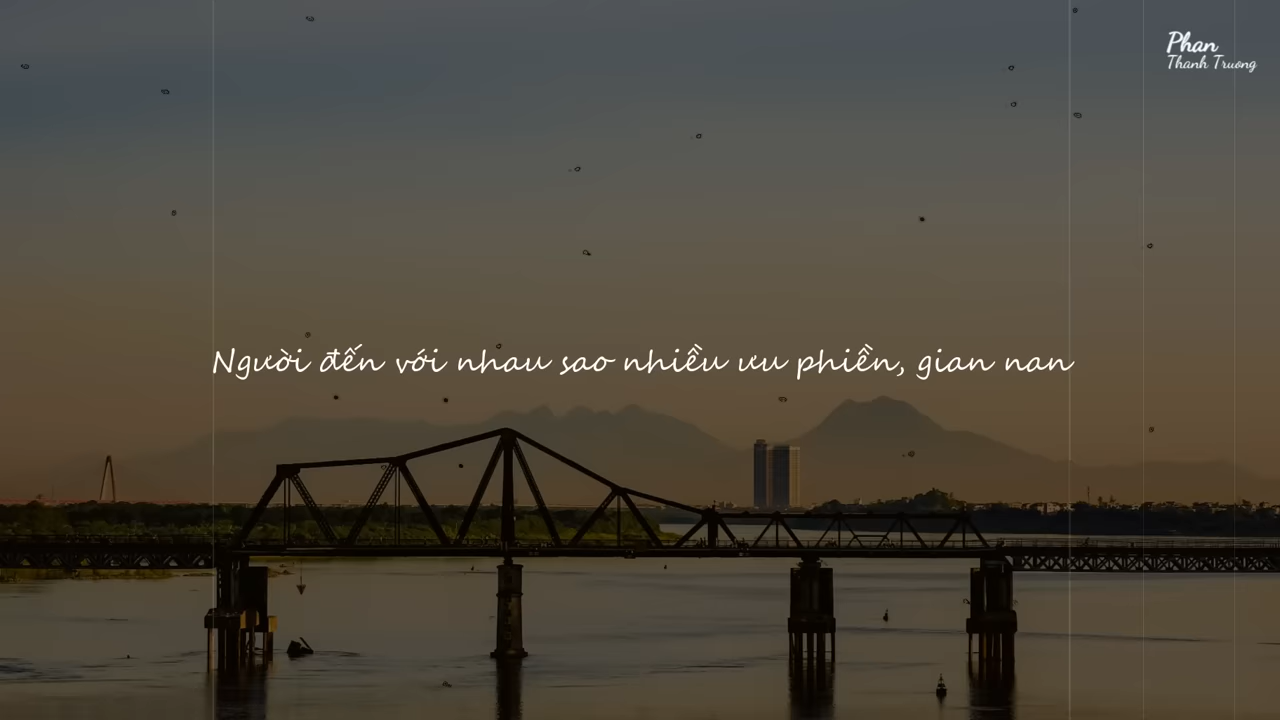 Phan
Thanh Trương
Người đến với nhau sao nhiều ưu phiền, gian nan